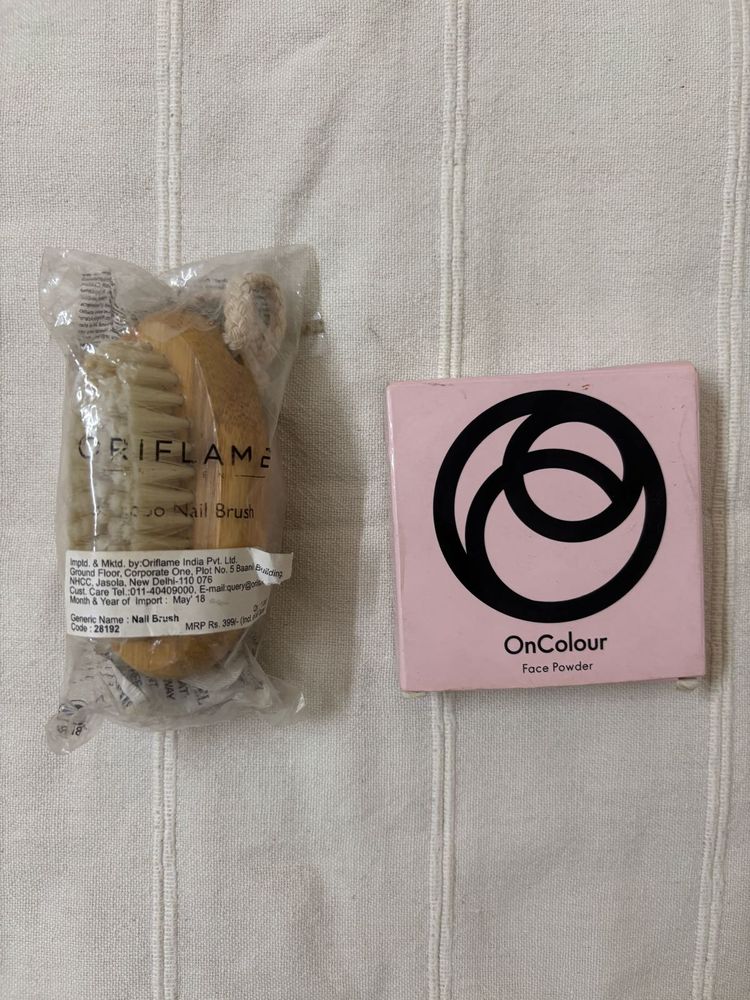 ORIFLAME
Nail Brush
Imptd. & Mktd. by:Oriflame India Pvt. Ltd.
Ground Floor, Corporate One, Plot No. 5 Baani Building,
NHCC, Jasola, New Delhi-110 076
Cust. Care Tel.:011-40409000, E-mail:query@
Month & Year of Import : May' 18
Generic Name : Nail Brush
Code : 28192
MRP Rs. 399/- (Incl.
OnColour
Face Powder